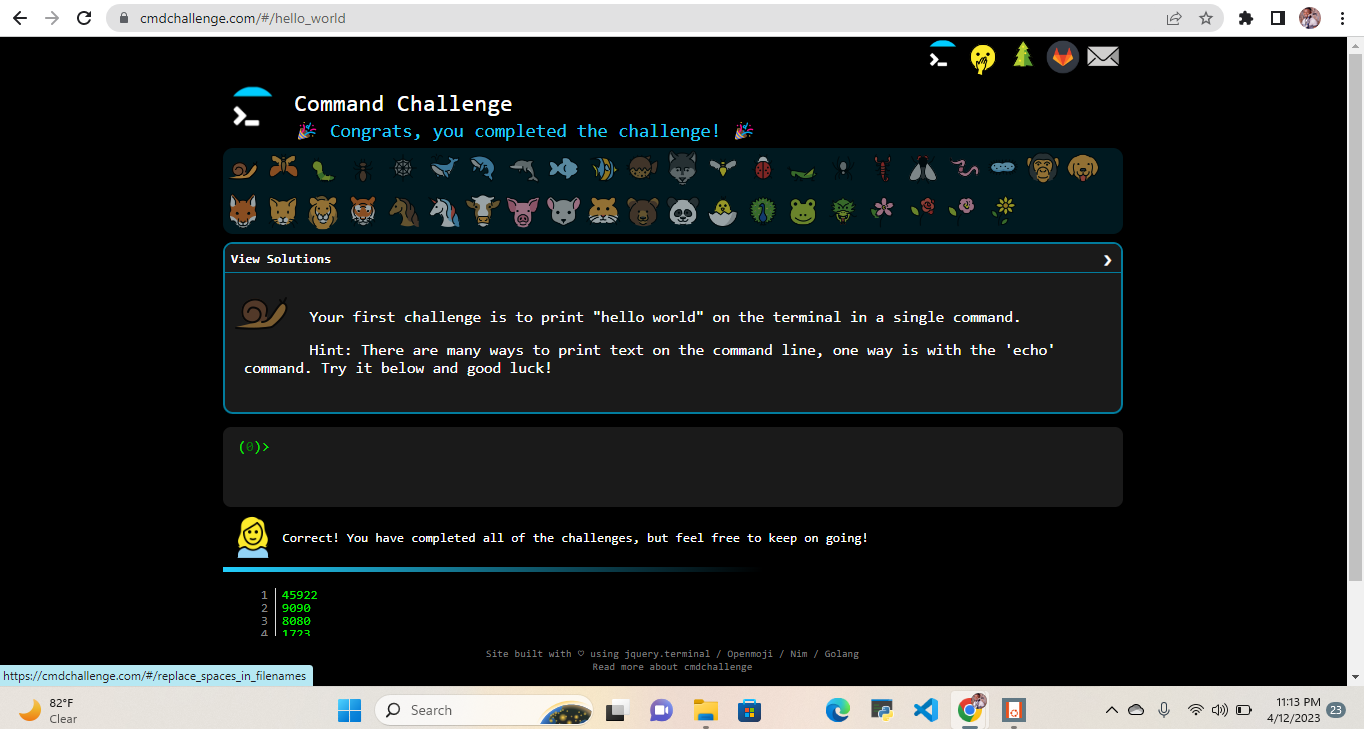 cmdchallenge.com/#/hello_world
Command Challenge
Congrats, you completed the challenge!
View Solutions
Your first challenge is to print "hello world" on the terminal in a single command.
Hint: There are many ways to print text on the command line, one way is with the 'echo'
command. Try it below and good luck!
(0)>
Correct! You have completed all of the challenges, but feel free to keep on going!
1 45922
2 9090
3 8080
4 1723
Site built with ♡ using jquery.terminal / Openmoji / Nim / Golang
Read more about cmdchallenge
https://cmdchallenge.com/#/replace_spaces_in_filenames
82°F
Clear
Search
11:13 PM
4/12/2023
23